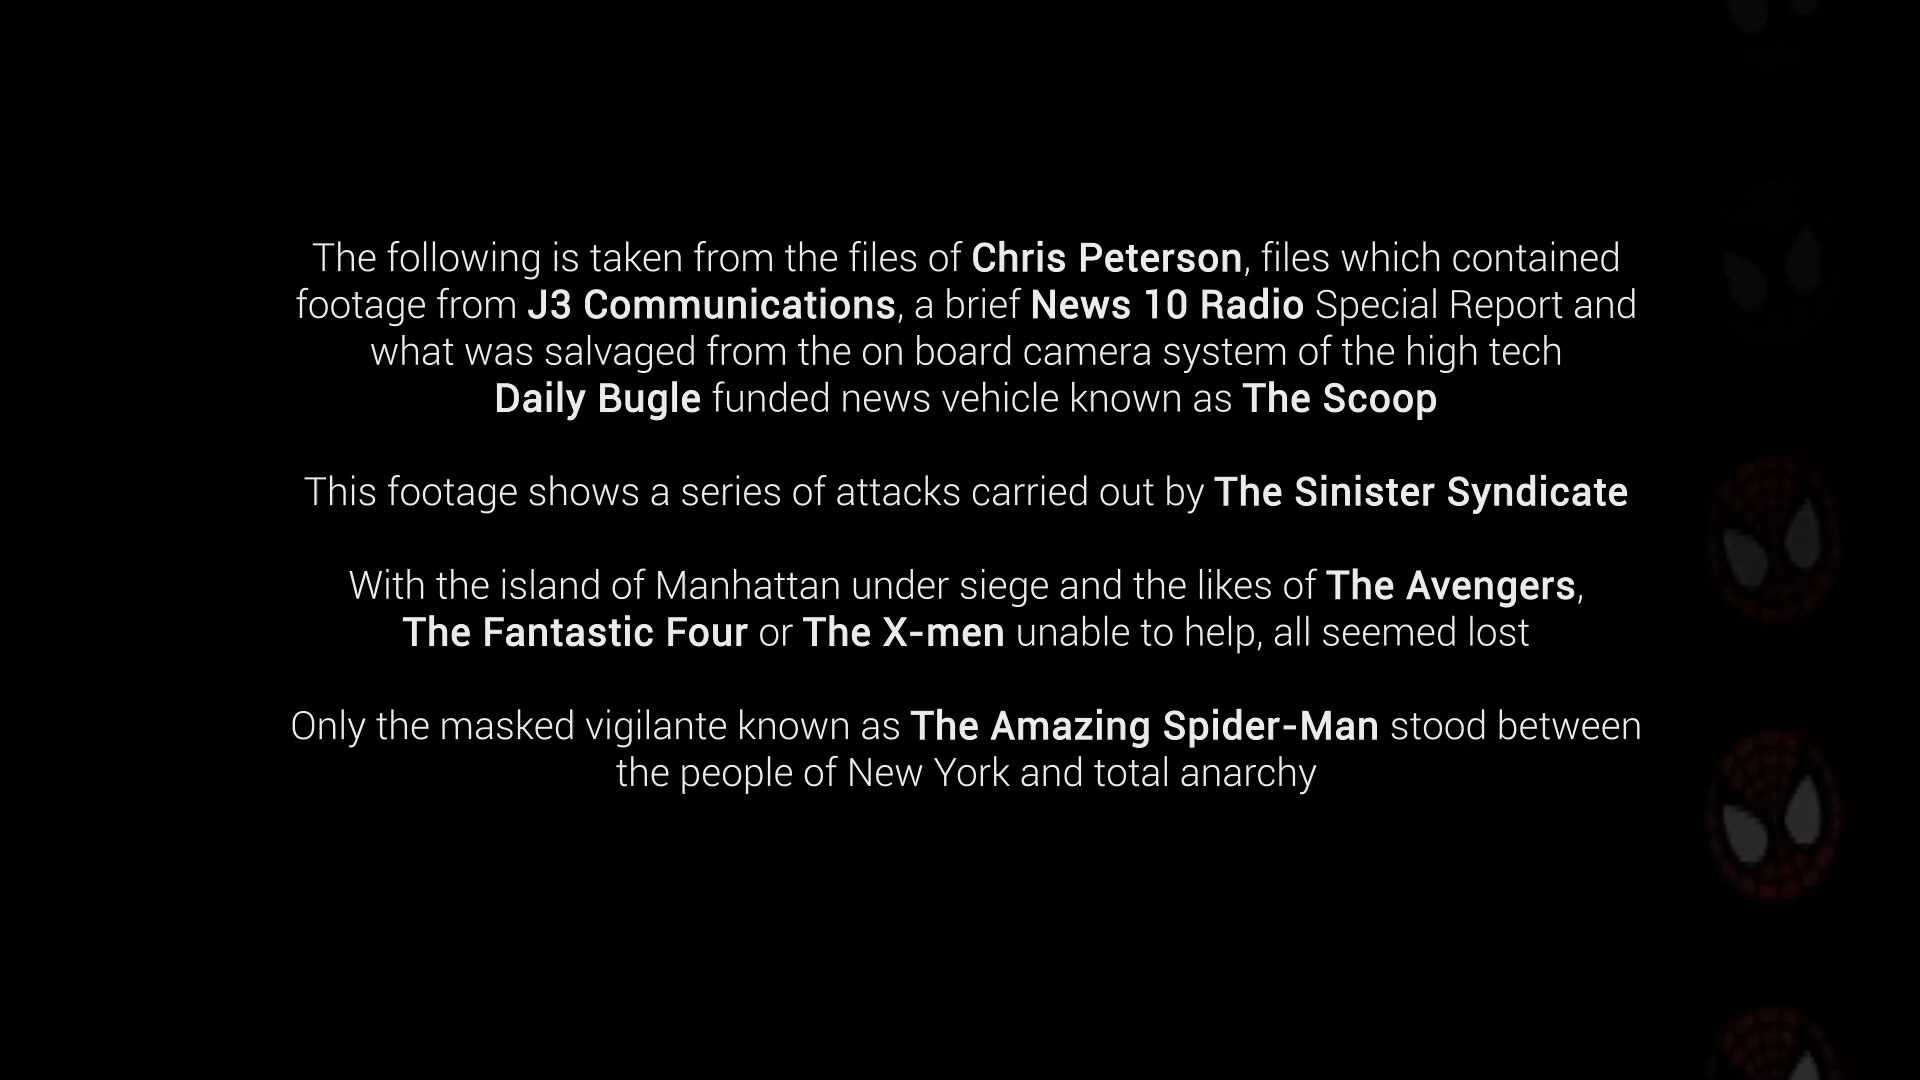 The following is taken from the files of Chris Peterson, files which contained
footage from J3 Communications, a brief News 10 Radio Special Report and
what was salvaged from the on board camera system of the high tech
Daily Bugle funded news vehicle known as The Scoop
This footage shows a series of attacks carried out by The Sinister Syndicate
With the island of Manhattan under siege and the likes of The Avengers,
The Fantastic Four or The X-men unable to help, all seemed lost
Only the masked vigilante known as The Amazing Spider-Man stood between
the people of New York and total anarchy